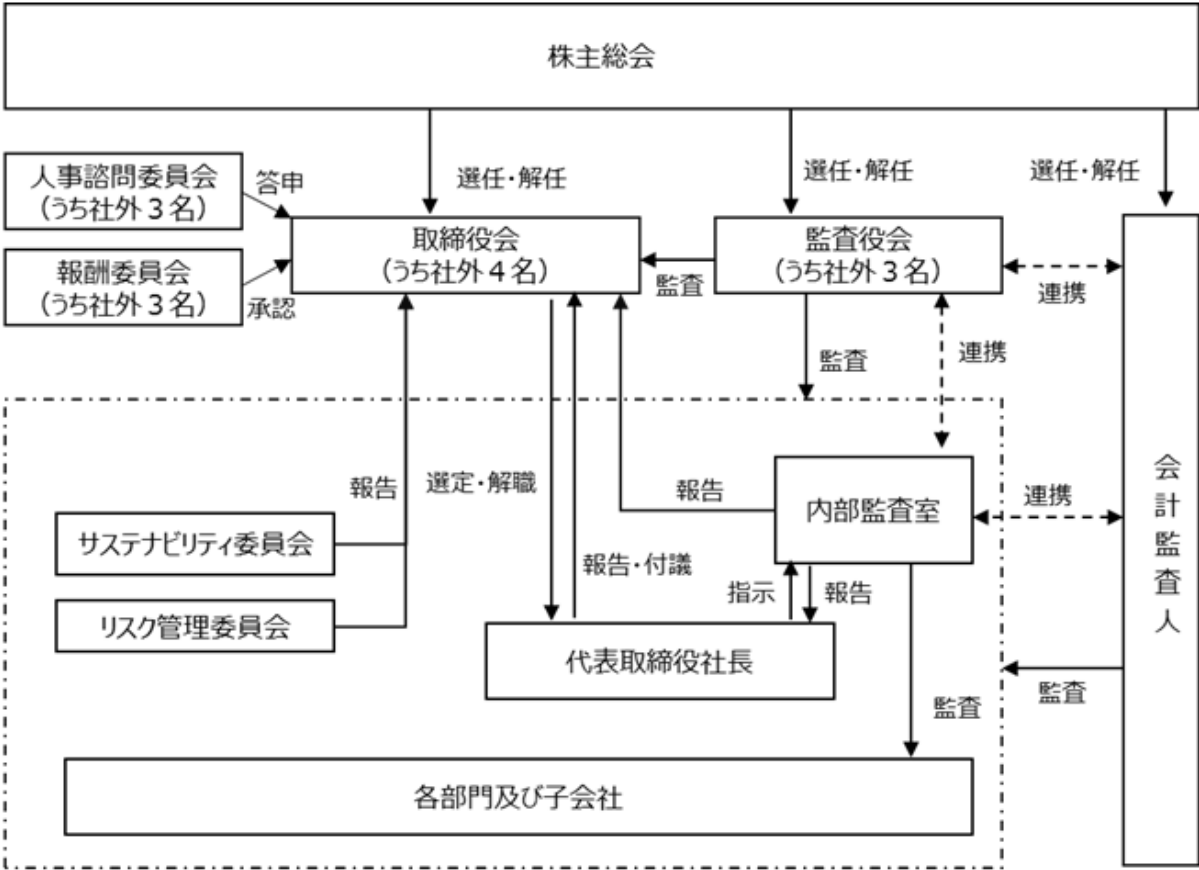 株主総会
選任・解任
選任・解任
選任・解任
人事諮問委員会
（うち社外３名）
答申
報酬委員会
（うち社外３名）
承認
取締役会
（うち社外４名）
監査
監査役会
（うち社外３名）
連携
監査
連携
報告
選定・解職
報告・付議
報告
内部監査室
連携
会計監査人
サステナビリティ委員会
リスク管理委員会
指示
報告
代表取締役社長
監査
監査
各部門及び子会社